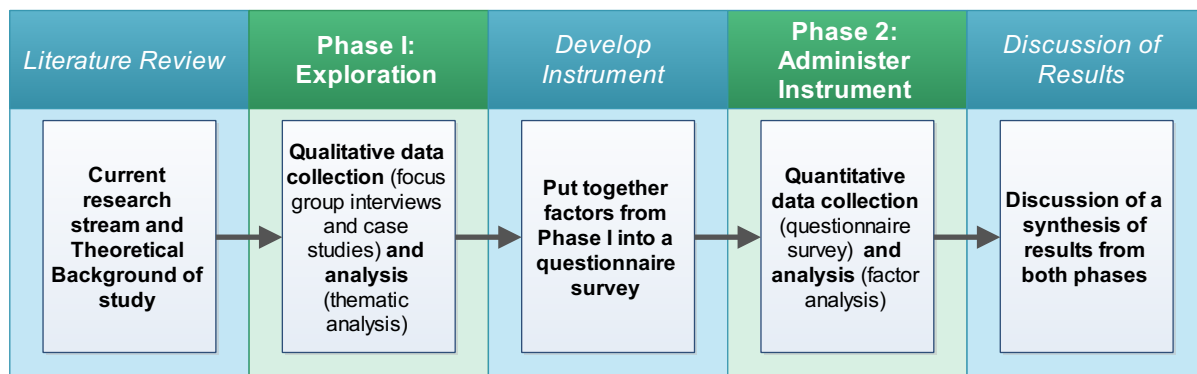 Literature Review
Phase I:
Exploration
Develop
Instrument
Phase 2:
Administer
Instrument
Discussion of
Results
Current
research
stream and
Theoretical
Background of
study
Qualitative data
collection (focus
group interviews
and case
studies) and
analysis
(thematic
analysis)
Put together
factors from
Phase I into a
questionnaire
survey
Quantitative
data collection
(questionnaire
survey) and
analysis (factor
analysis)
Discussion of a
synthesis of
results from
both phases